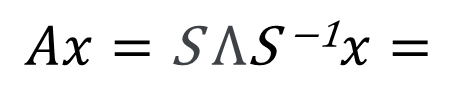 Ax = SΛS⁻¹x =